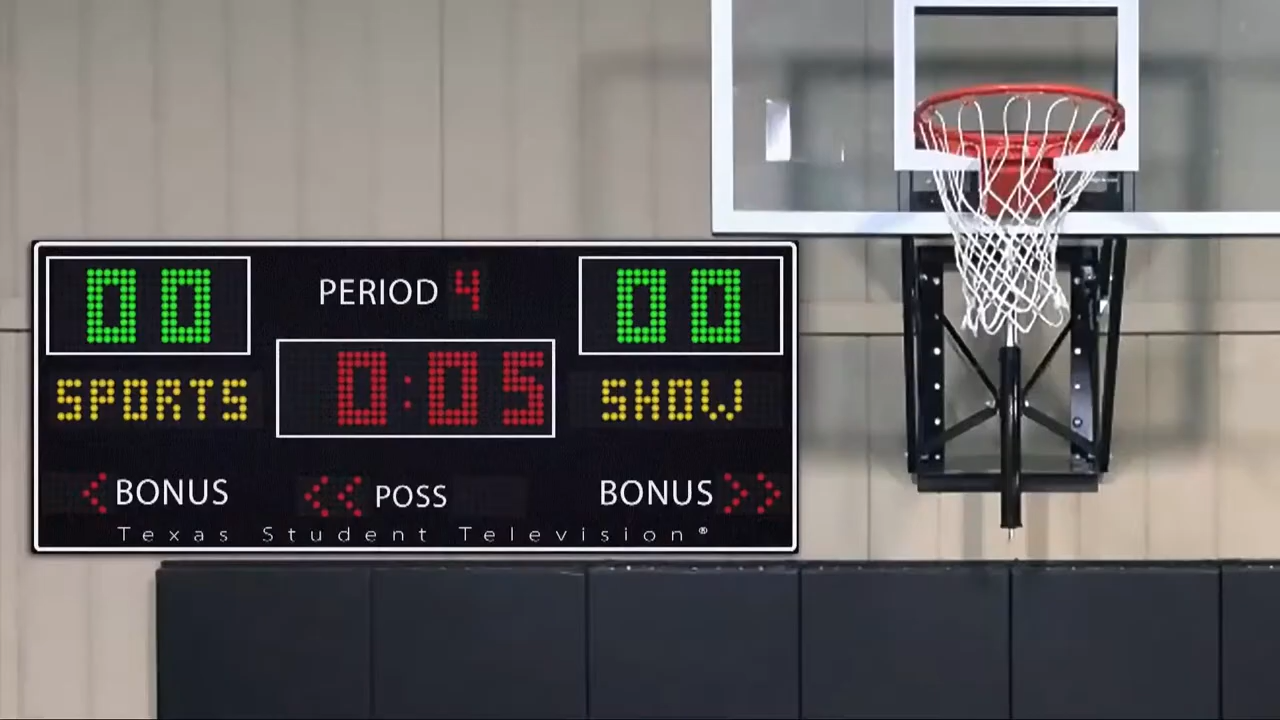 00 PERIOD 4 00
0:05
SPORTS SHOW
< BONUS << POSS BONUS >>
Texas Student Television®